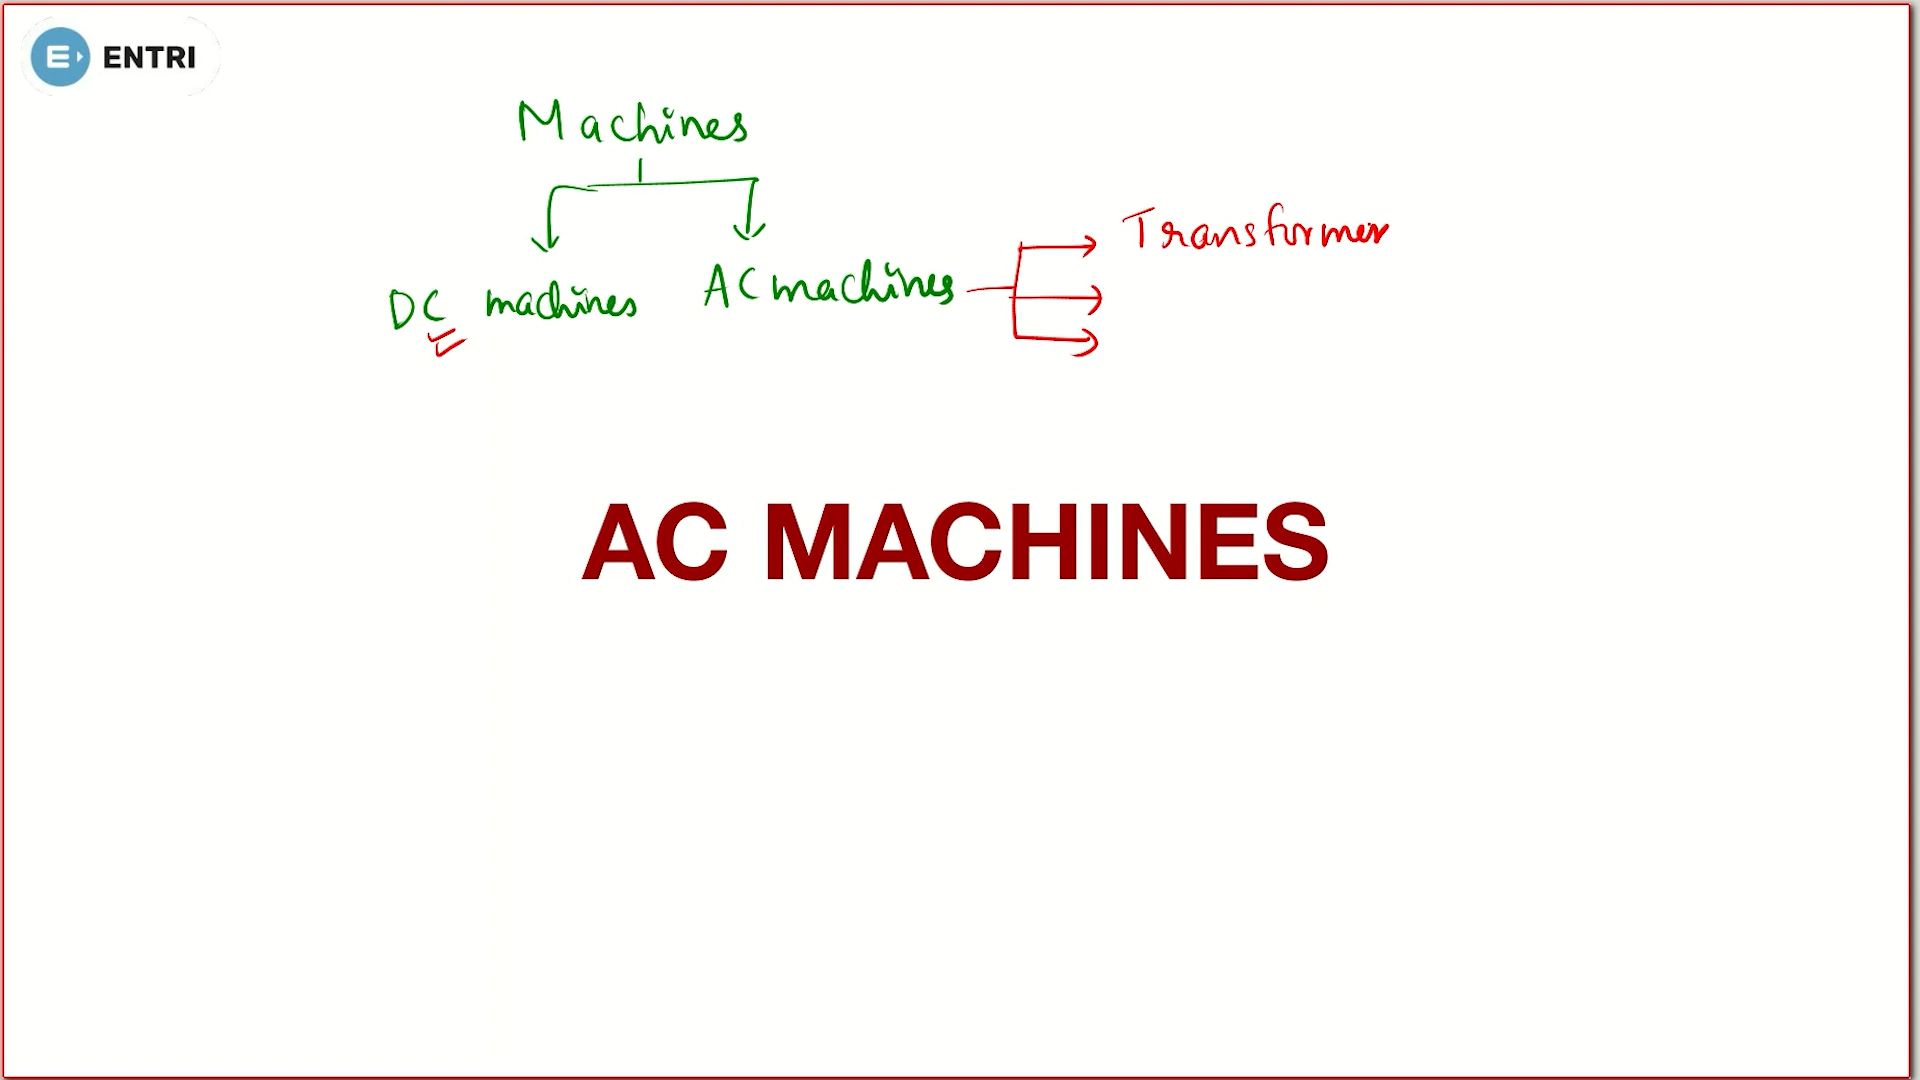 ENTRI
Machines
Transformer
DC machines AC machines
AC MACHINES